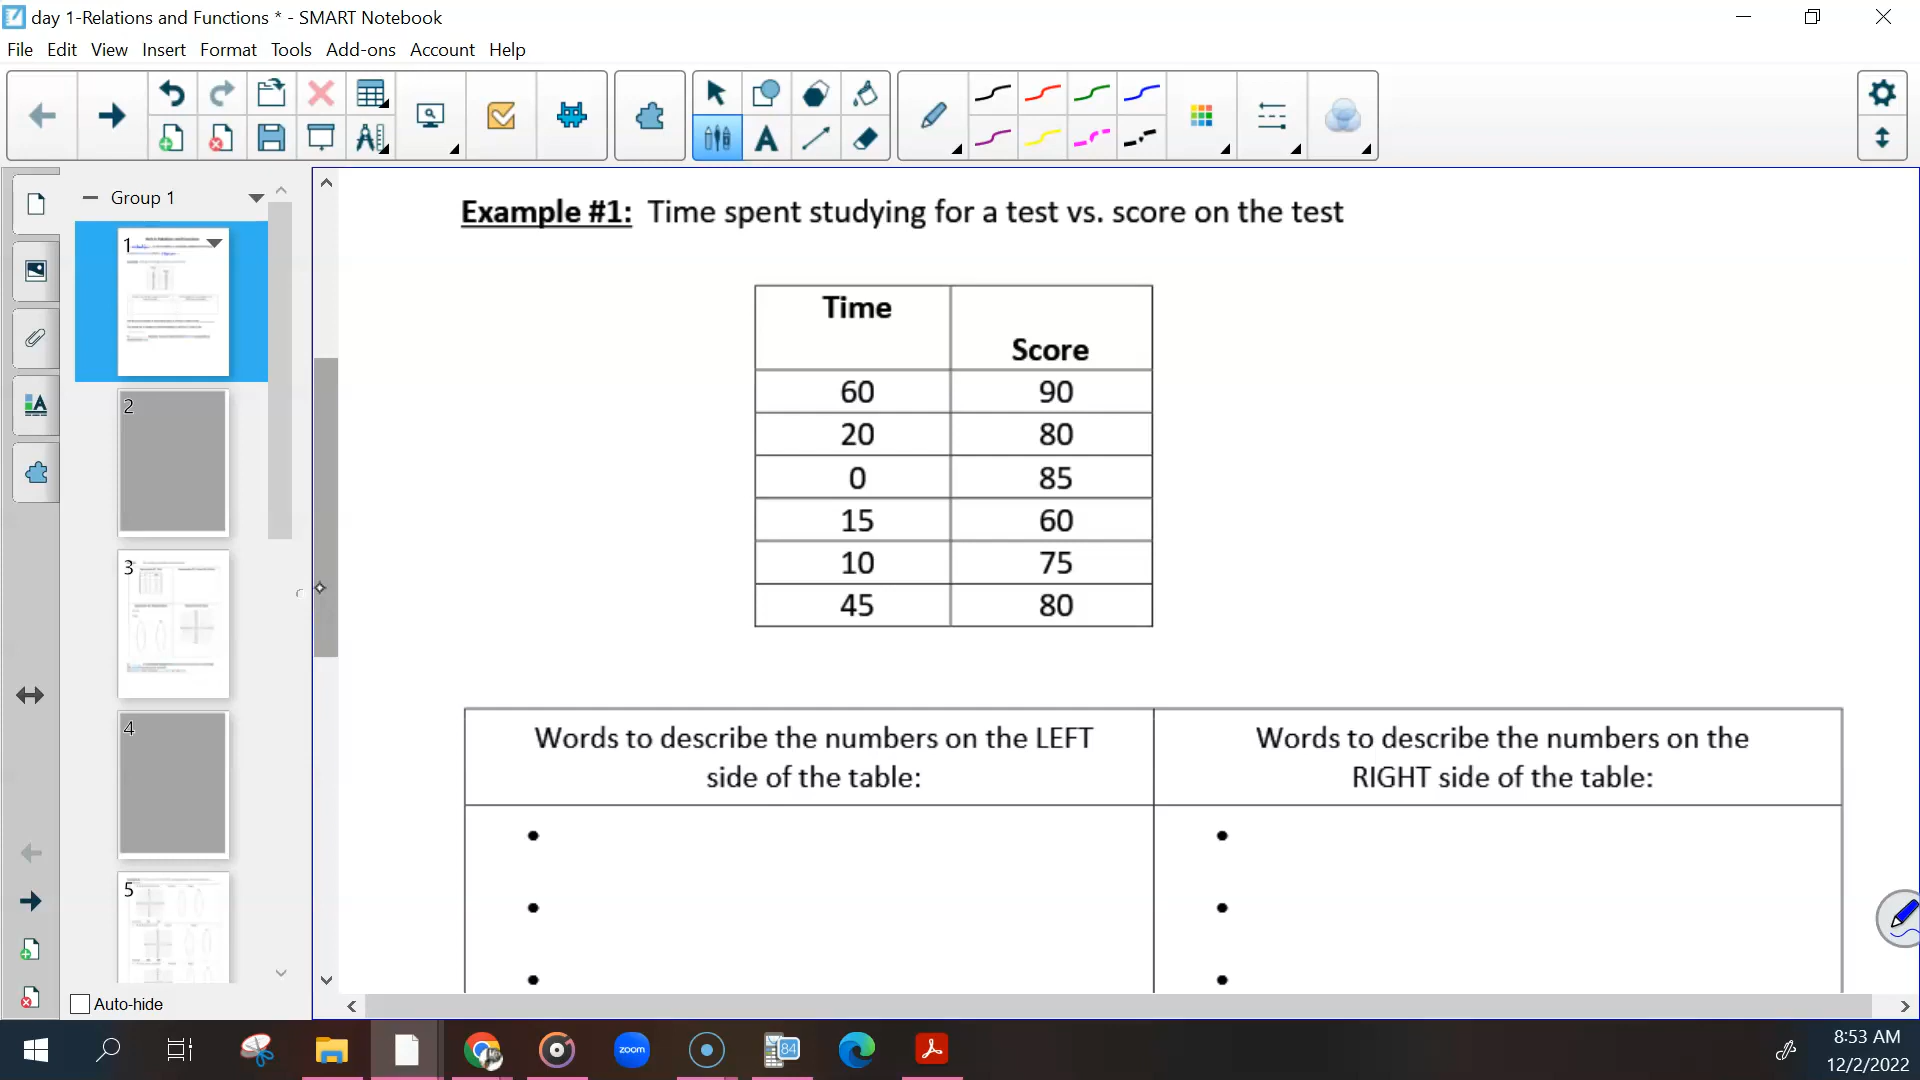 day 1-Relations and Functions * - SMART Notebook
File Edit View Insert Format Tools Add-ons Account Help
Group 1
1
2
3
4
5
Auto-hide
Example #1: Time spent studying for a test vs. score on the test
Time Score
60 90
20 80
0 85
15 60
10 75
45 80
Words to describe the numbers on the LEFT
side of the table:
Words to describe the numbers on the
RIGHT side of the table:
zoom
84
8:53 AM
12/2/2022